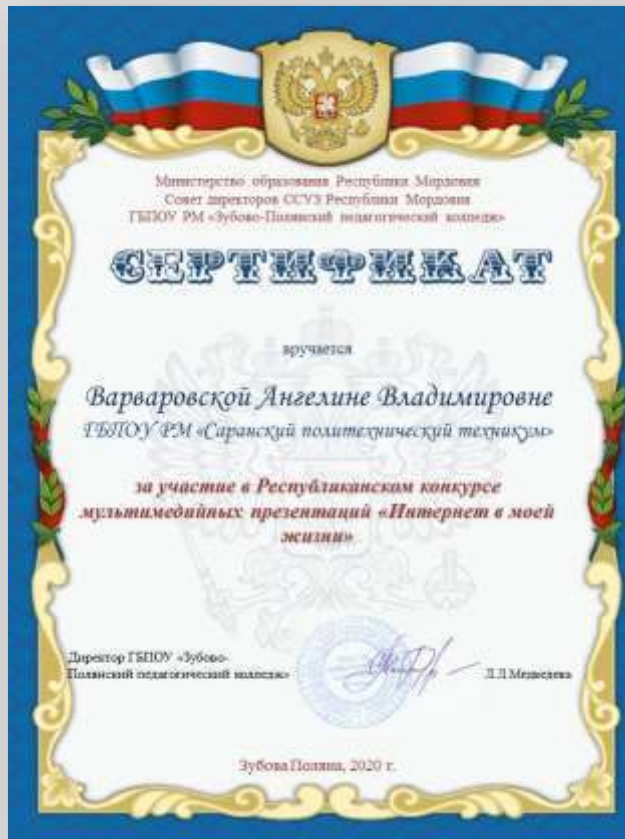 Министерство образования Республики Мордовия
Совет директоров ССУЗ Республики Мордовия
ГБПОУ РМ «Зубово-Полянский педагогический колледж»
СЕРТИФИКАТ
вручается
Варваровской Ангелине Владимировне
ГБПОУ РМ «Саранский политехнический техникум»
за участие в Республиканском конкурсе
мультимедийных презентаций «Интернет в моей
жизни»
Директор ГБПОУ «Зубово-
Полянский педагогический колледж»
Л.Л Медведева
Зубова Поляна, 2020 г.